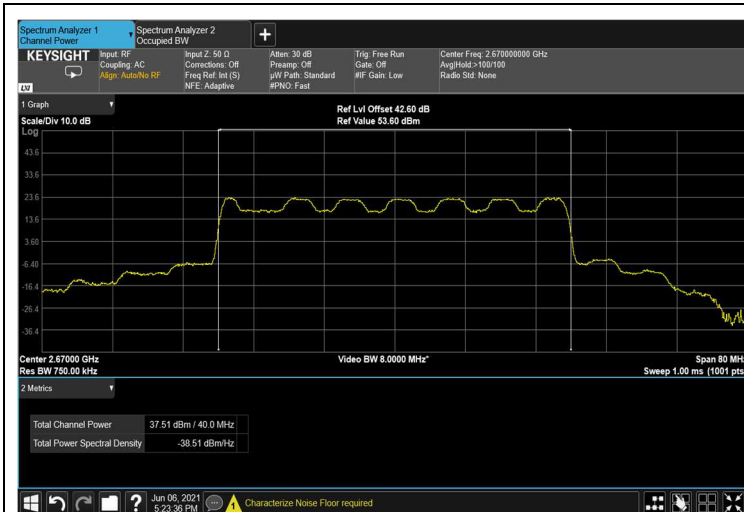 Spectrum Analyzer 1
Channel Power
Spectrum Analyzer 2
Occupied BW
KEYSIGHT
LXI
Input: RF
Coupling: AC
Align: Auto/No RF
Input Z: 50 Ω
Corrections: Off
Freq Ref: Int (S)
NFE: Adaptive
Atten: 30 dB
Preamp: Off
µW Path: Standard
#PNO: Fast
Trig: Free Run
Gate: Off
#IF Gain: Low
Center Freq: 2.670000000 GHz
Avg|Hold:>100/100
Radio Std: None
1 Graph
Scale/Div 10.0 dB
Ref Lvl Offset 42.60 dB
Ref Value 53.60 dBm
Log
43.6
33.6
23.6
13.6
3.60
-6.40
-16.4
-26.4
-36.4
Center 2.67000 GHz
Res BW 750.00 kHz
Video BW 8.0000 MHz*
Span 80 MHz
Sweep 1.00 ms (1001 pts
2 Metrics
Total Channel Power 37.51 dBm / 40.0 MHz
Total Power Spectral Density -38.51 dBm/Hz
Jun 06, 2021
5:23:36 PM
Characterize Noise Floor required